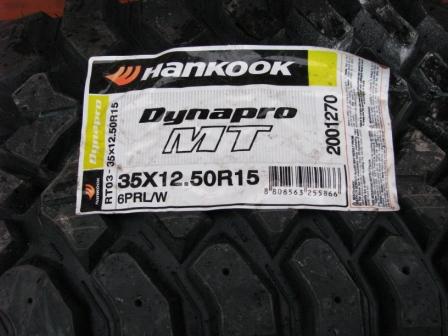 HANKOOK
Dynapro
MT
2001270
Dynapro
RT03 - 35X12.50R15
35X12.50R15
6PRL/W
8 808563 255866